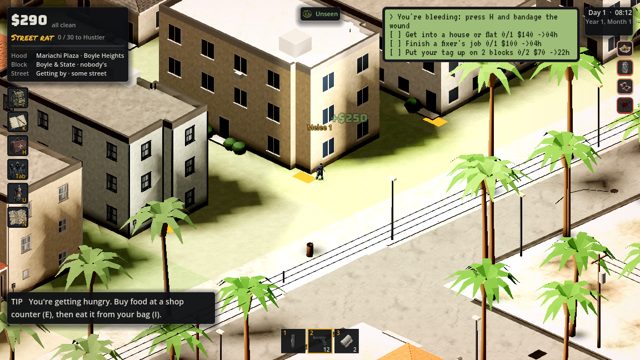 $290 all clean
STREET RAT 0 / 30 to Hustler
Hood Mariachi Plaza · Boyle Heights
Block Boyle & State · nobody's
Street Getting by · some street
Unseen
> You're bleeding: press H and bandage the
wound
[ ] Get into a house or flat 0/1 $140 ->04h
[ ] Finish a fixer's job 0/1 $100 ->04h
[ ] Put your tag up on 2 blocks 0/2 $70 ->22h
Day 1 · 08:12
Year 1, Month 1
+$250
Melee 1
H
Tab
U
TIP You're getting hungry. Buy food at a shop
counter (E), then eat it from your bag (I).
1
2
12
3
2